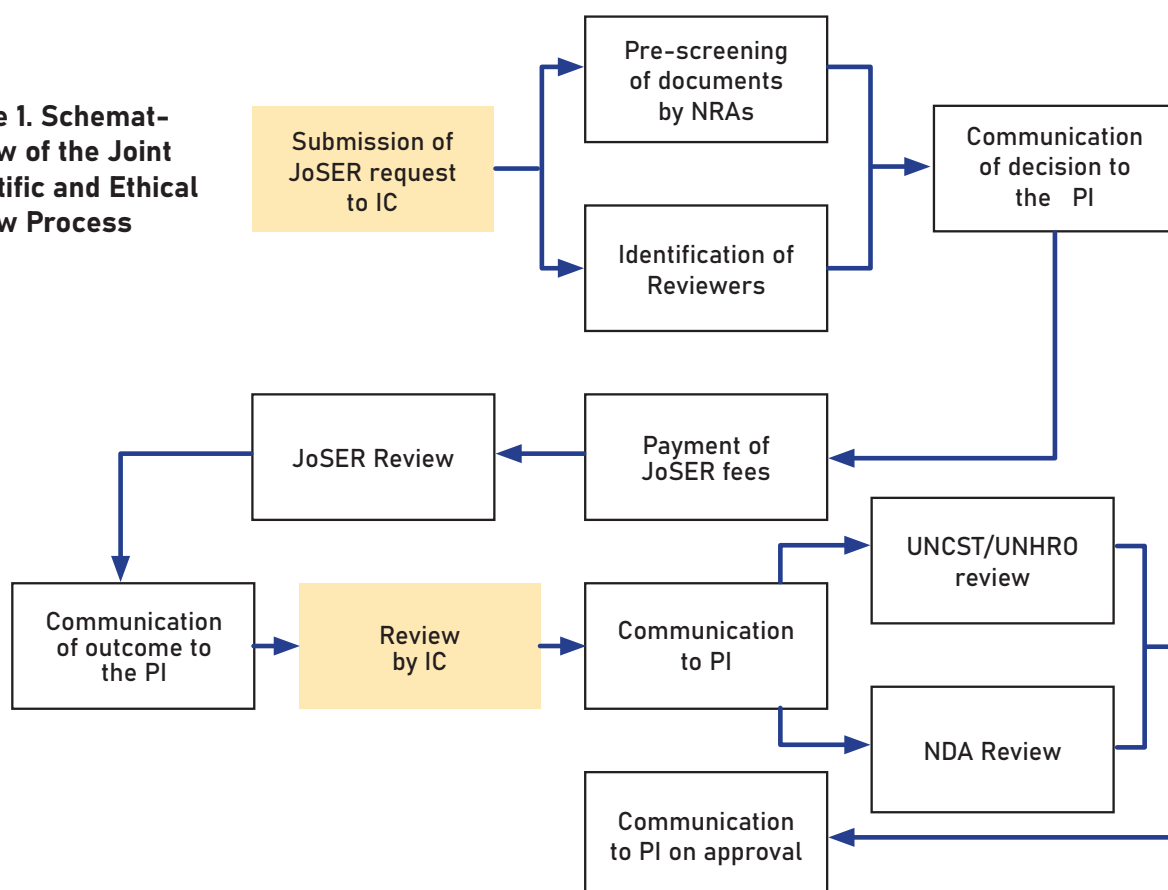 e 1. Schemat-
w of the Joint
tific and Ethical
w Process
Submission of
JoSER request
to IC
Pre-screening
of documents
by NRAs
Identification of
Reviewers
Communication
of decision to
the PI
Payment of
JoSER fees
JoSER Review
Communication
of outcome to
the PI
Review
by IC
Communication
to PI
UNCST/UNHRO
review
NDA Review
Communication
to PI on approval